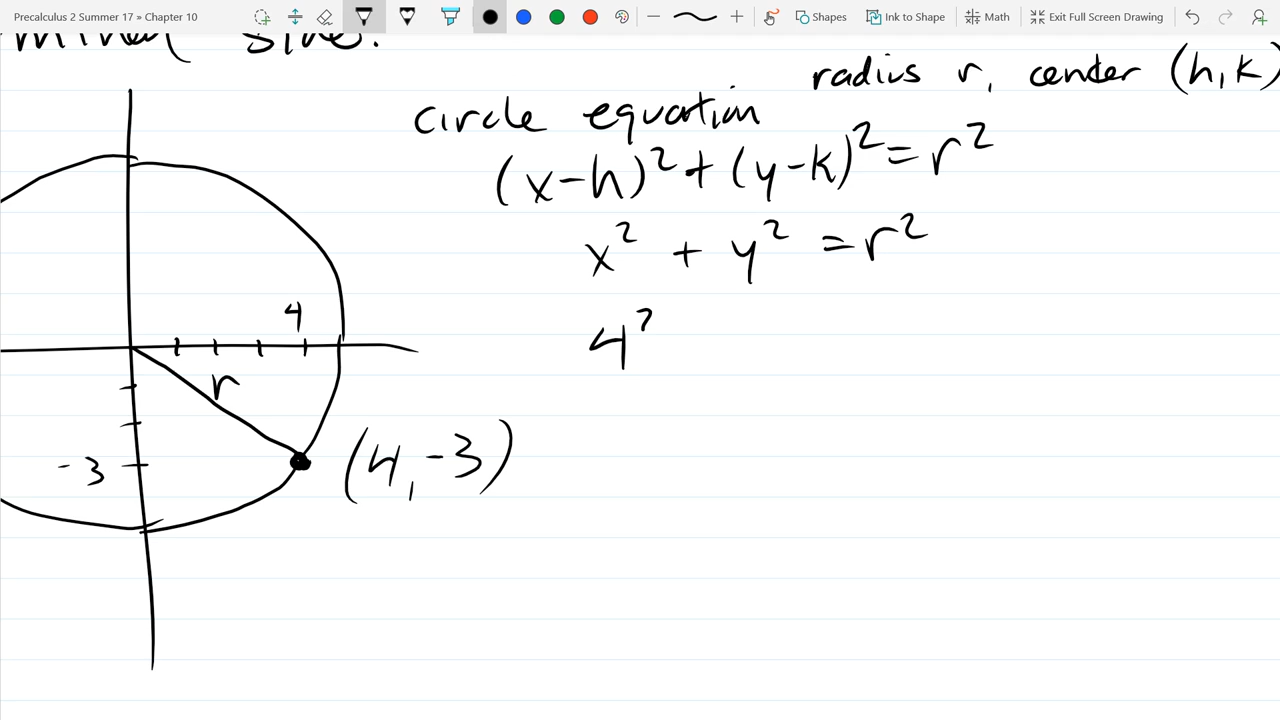 Precalculus 2 Summer 17 » Chapter 10
Shapes
Ink to Shape
Math
Exit Full Screen Drawing
side.
radius r, center (h,k)
circle equation
(x-h)² + (y-k)² = r²
x² + y² = r²
4²
4
r
-3
(4,-3)